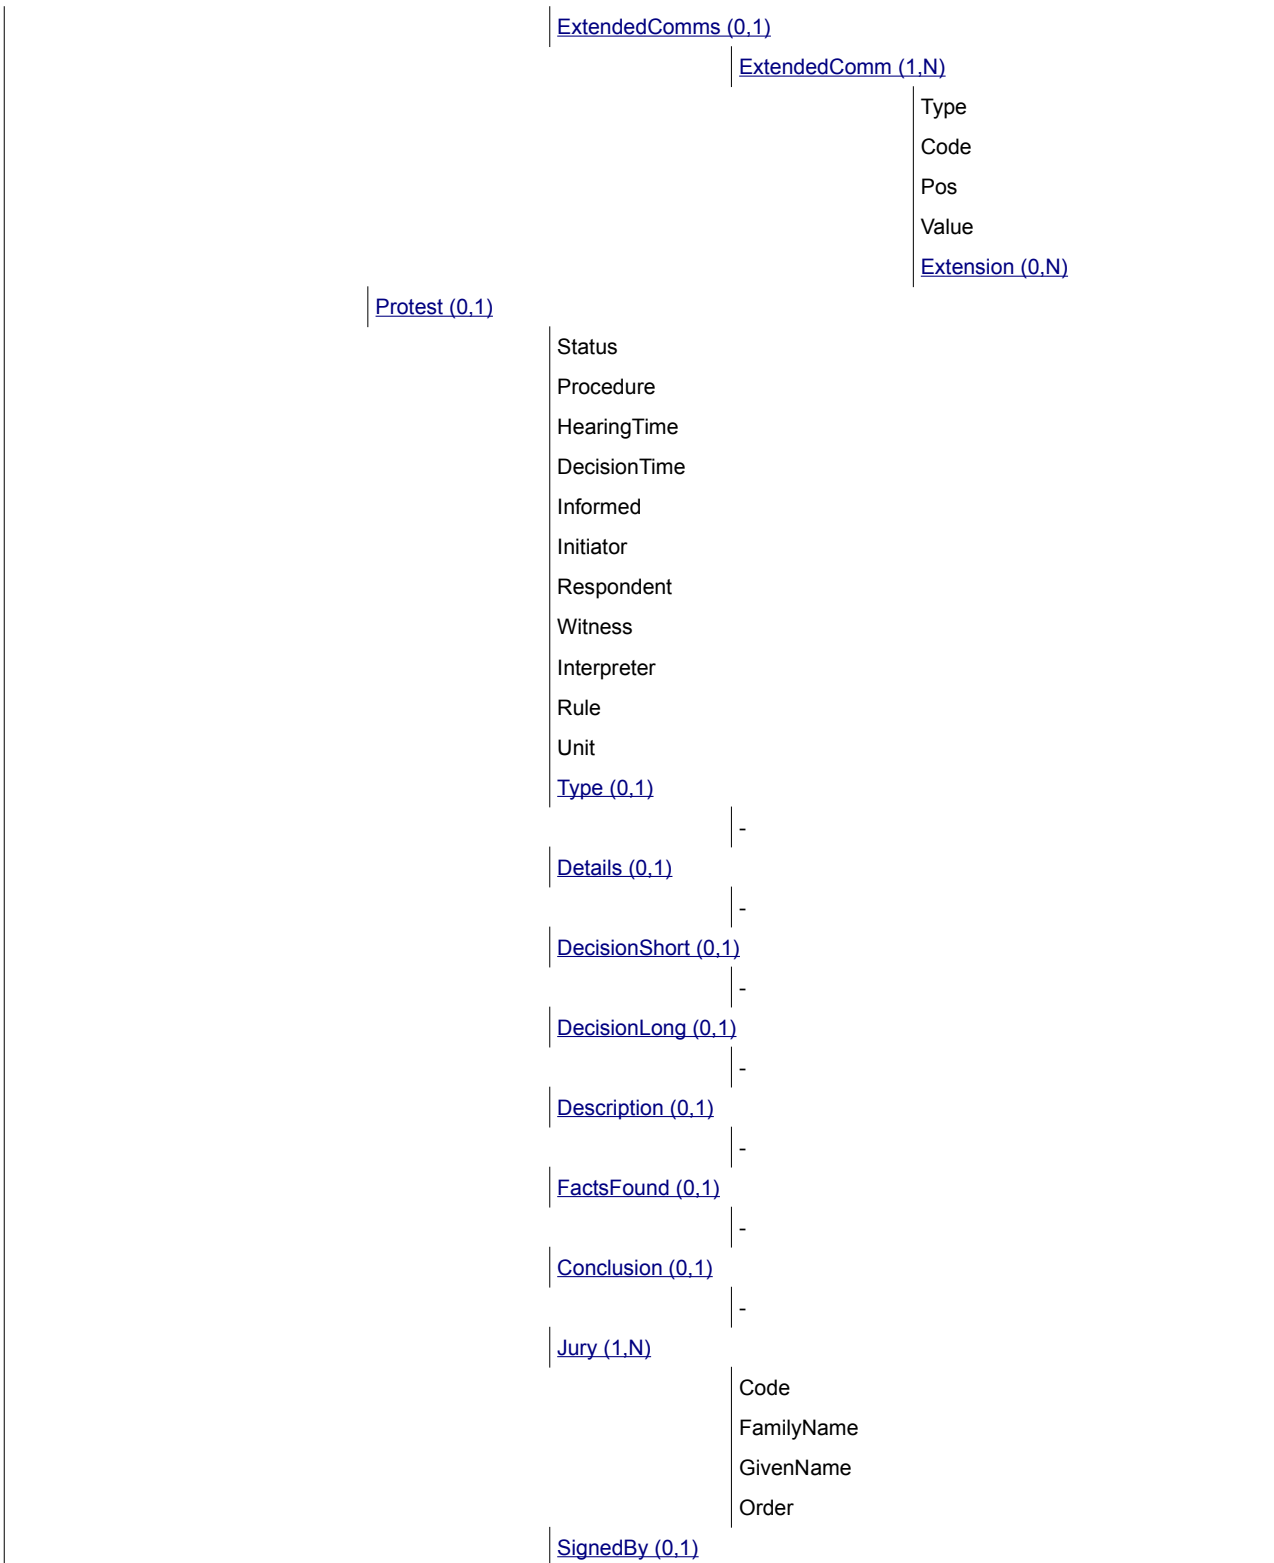 ExtendedComms (0,1)
ExtendedComm (1,N)
Type
Code
Pos
Value
Extension (0,N)
Protest (0,1)
Status
Procedure
HearingTime
DecisionTime
Informed
Initiator
Respondent
Witness
Interpreter
Rule
Unit
Type (0,1)
-
Details (0,1)
-
DecisionShort (0,1)
-
DecisionLong (0,1)
-
Description (0,1)
-
FactsFound (0,1)
-
Conclusion (0,1)
-
Jury (1,N)
Code
FamilyName
GivenName
Order
SignedBy (0,1)